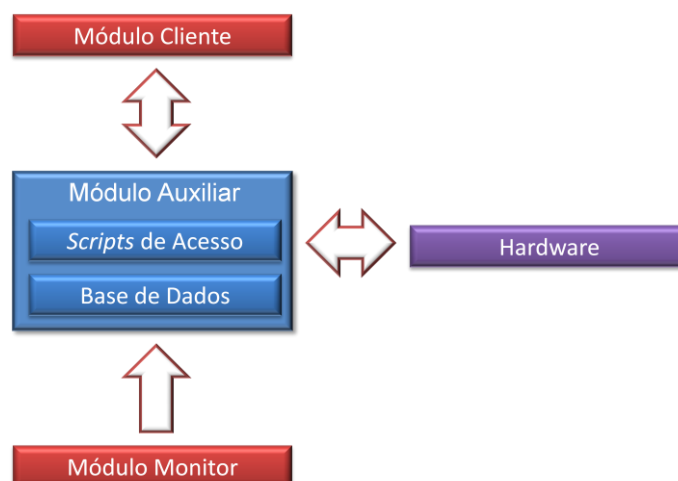 Módulo Cliente
Módulo Auxiliar
Scripts de Acesso
Hardware
Base de Dados
Módulo Monitor